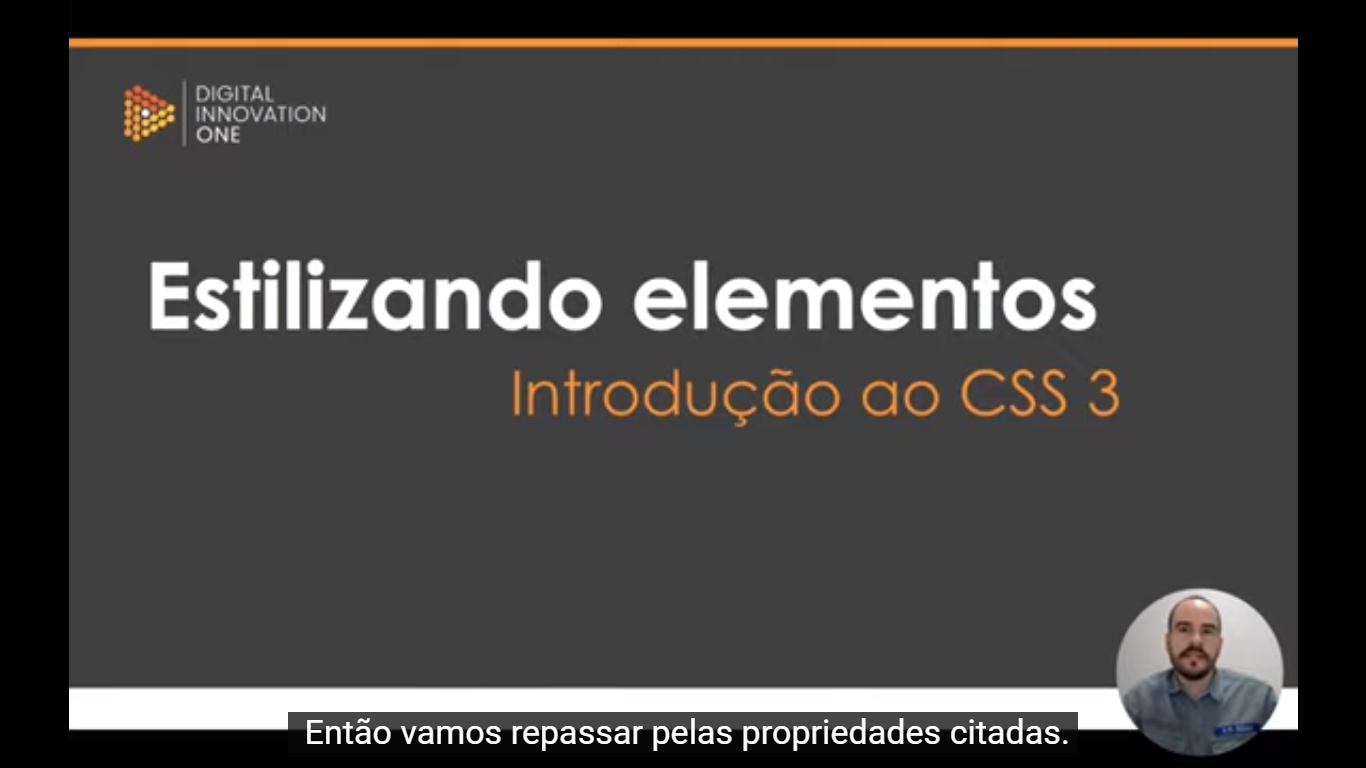 DIGITAL
INNOVATION
ONE
Estilizando elementos
Introdução ao CSS 3
Então vamos repassar pelas propriedades citadas.